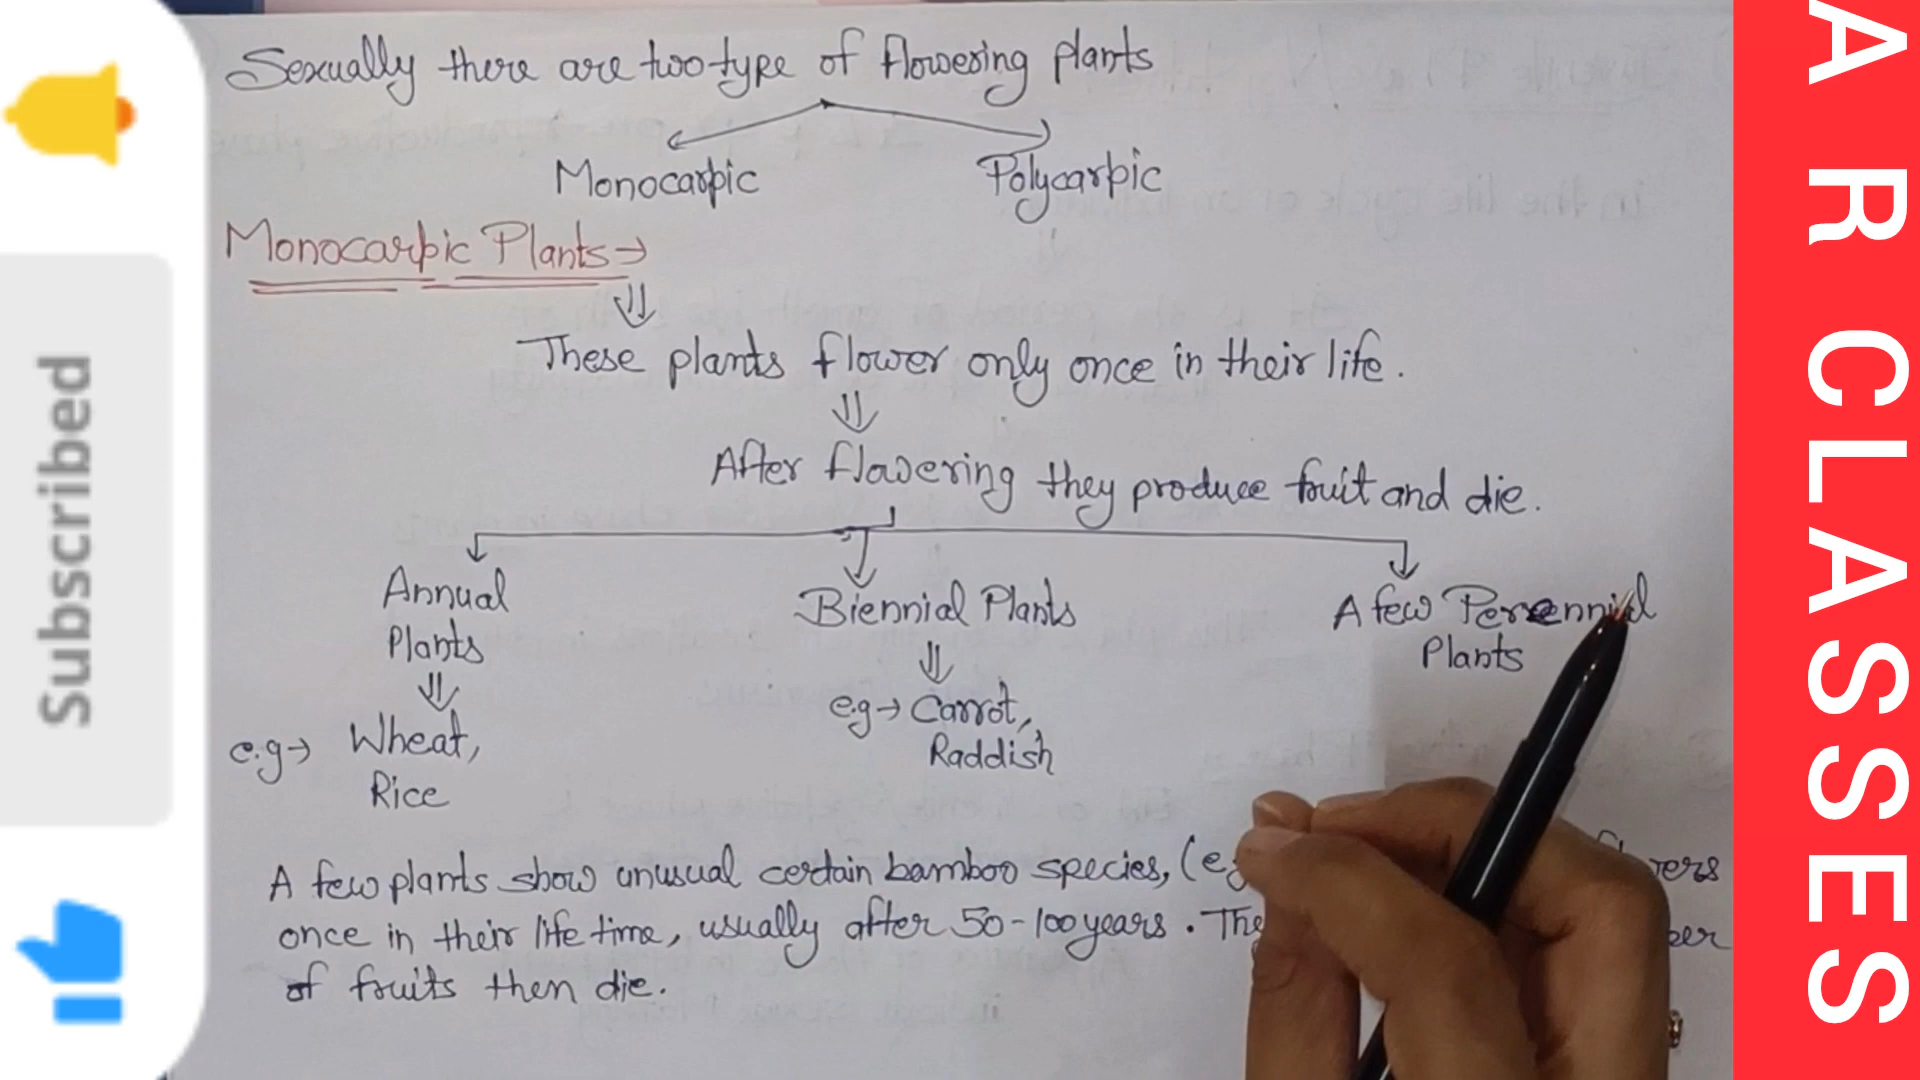 Sexually there are two type of flowering plants
Monocarpic
Polycarpic
Monocarpic Plants→
These plants flower only once in their life.
After flowering they produce fruit and die.
Annual
Plants
e.g→ Wheat,
Rice
Biennial Plants
e.g→ Carrot,
Raddish
A few Perennial
Plants
A few plants show unusual certain bamboo species,
once in their life time, usually after 50-100 years.
of fruits then die.
Subscribed
A R CLASSES